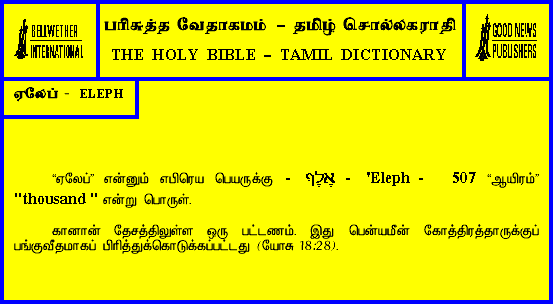 BELLWETHER
INTERNATIONAL
பரிசுத்த வேதாகமம் – தமிழ் சொல்லகராதி
THE HOLY BIBLE – TAMIL DICTIONARY
GOOD NEWS
PUBLISHERS
ஏலேப் - ELEPH
“ஏலேப்” என்னும் எபிரெய பெயருக்கு - אֶלֶף - 'Eleph - 507 “ஆயிரம்”
"thousand " என்று பொருள்.
கானான் தேசத்திலுள்ள ஒரு பட்டணம். இது பென்யமீன் கோத்திரத்தாருக்குப்
பங்குவீதமாகப் பிரித்துக்கொடுக்கப்பட்டது (யோசு 18:28).